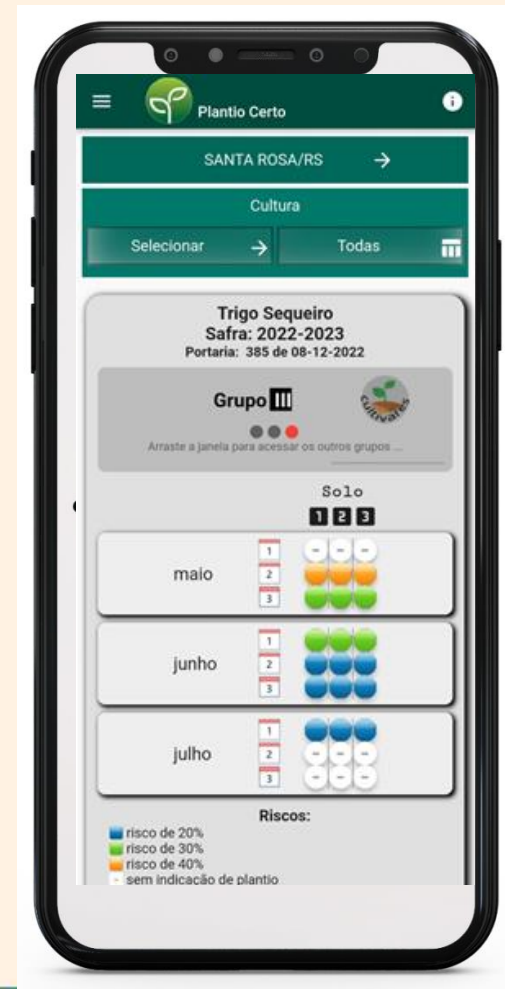 Plantio Certo
SANTA ROSA/RS
Cultura
Selecionar
Todas
Trigo Sequeiro
Safra: 2022-2023
Portaria: 385 de 08-12-2022
Grupo III
cultivares
Arraste a janela para acessar os outros grupos ...
Solo
1 2 3
maio
1 - - -
2
3
junho
1
2
3
julho
1
2 - - -
3 - - -
Riscos:
risco de 20%
risco de 30%
risco de 40%
- sem indicação de plantio